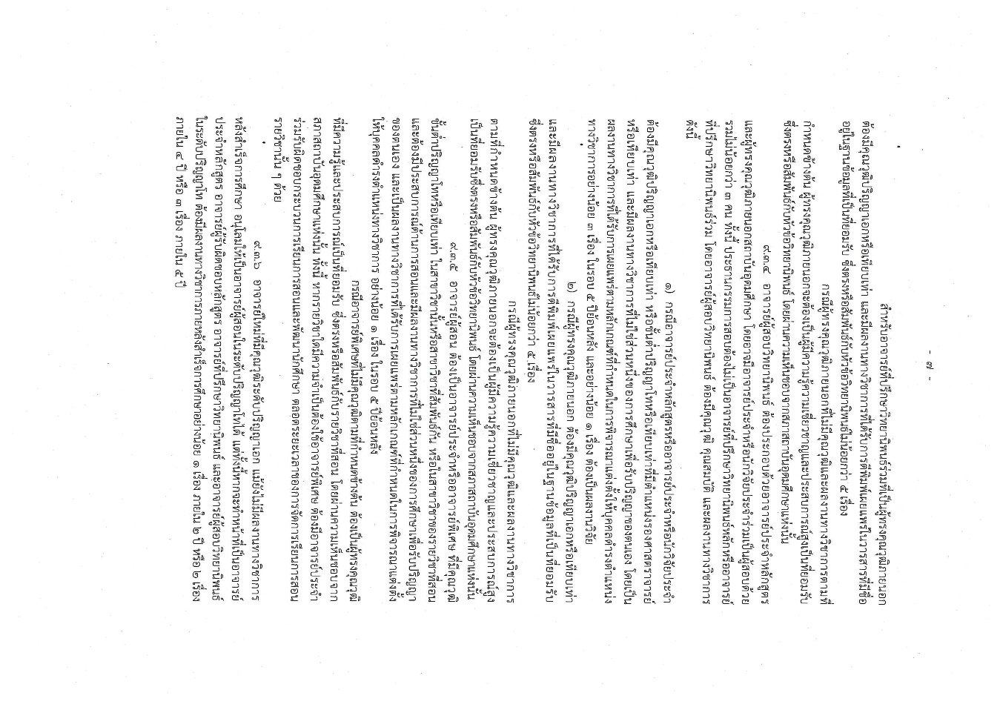 - ๗ -
สำหรับอาจารย์ที่ปรึกษาวิทยานิพนธ์ร่วมที่เป็นผู้ทรงคุณวุฒิภายนอก
ต้องมีคุณวุฒิปริญญาเอกหรือเทียบเท่า และมีผลงานทางวิชาการที่ได้รับการตีพิมพ์เผยแพร่ในวารสารที่มีชื่อ
อยู่ในฐานข้อมูลที่เป็นที่ยอมรับ ซึ่งตรงหรือสัมพันธ์กับหัวข้อวิทยานิพนธ์ไม่น้อยกว่า ๕ เรื่อง
กรณีผู้ทรงคุณวุฒิภายนอกที่ไม่มีคุณวุฒิและผลงานทางวิชาการตามที่
กำหนดข้างต้น ผู้ทรงคุณวุฒิภายนอกจะต้องเป็นผู้มีความรู้ความเชี่ยวชาญและประสบการณ์สูงเป็นที่ยอมรับ
ซึ่งตรงหรือสัมพันธ์กับหัวข้อวิทยานิพนธ์ โดยผ่านความเห็นชอบจากสภาสถาบันอุดมศึกษาแห่งนั้น
๙.๓.๔ อาจารย์ผู้สอบวิทยานิพนธ์ ต้องประกอบด้วยอาจารย์ประจำหลักสูตร
และผู้ทรงคุณวุฒิภายนอกสถาบันอุดมศึกษา โดยอาจมีอาจารย์ประจำหรือนักวิจัยประจำร่วมเป็นผู้สอบด้วย
รวมไม่น้อยกว่า ๓ คน ทั้งนี้ ประธานกรรมการสอบต้องไม่เป็นอาจารย์ที่ปรึกษาวิทยานิพนธ์หลักหรืออาจารย์
ที่ปรึกษาวิทยานิพนธ์ร่วม โดยอาจารย์ผู้สอบวิทยานิพนธ์ ต้องมีคุณวุฒิ คุณสมบัติ และผลงานทางวิชาการ
ดังนี้
๑) กรณีอาจารย์ประจำหลักสูตรหรืออาจารย์ประจำหรือนักวิจัยประจำ
ต้องมีคุณวุฒิปริญญาเอกหรือเทียบเท่า หรือขั้นต่ำปริญญาโทหรือเทียบเท่าที่มีตำแหน่งรองศาสตราจารย์
หรือเทียบเท่า และมีผลงานทางวิชาการที่ไม่ใช่ส่วนหนึ่งของการศึกษาเพื่อรับปริญญาของตนเอง โดยเป็น
ผลงานทางวิชาการที่ได้รับการเผยแพร่ตามหลักเกณฑ์ที่กำหนดในการพิจารณาแต่งตั้งให้บุคคลดำรงตำแหน่ง
ทางวิชาการอย่างน้อย ๓ เรื่อง ในรอบ ๕ ปีย้อนหลัง และอย่างน้อย ๑ เรื่อง ต้องเป็นผลงานวิจัย
๒) กรณีผู้ทรงคุณวุฒิภายนอก ต้องมีคุณวุฒิปริญญาเอกหรือเทียบเท่า
และมีผลงานทางวิชาการที่ได้รับการตีพิมพ์เผยแพร่ในวารสารที่มีชื่ออยู่ในฐานข้อมูลที่เป็นที่ยอมรับ
ซึ่งตรงหรือสัมพันธ์กับหัวข้อวิทยานิพนธ์ไม่น้อยกว่า ๕ เรื่อง
กรณีผู้ทรงคุณวุฒิภายนอกที่ไม่มีคุณวุฒิและผลงานทางวิชาการ
ตามที่กำหนดข้างต้น ผู้ทรงคุณวุฒิภายนอกจะต้องเป็นผู้มีความรู้ความเชี่ยวชาญและประสบการณ์สูง
เป็นที่ยอมรับซึ่งตรงหรือสัมพันธ์กับหัวข้อวิทยานิพนธ์ โดยผ่านความเห็นชอบจากสภาสถาบันอุดมศึกษาแห่งนั้น
๙.๓.๕ อาจารย์ผู้สอน ต้องเป็นอาจารย์ประจำหรืออาจารย์พิเศษ ที่มีคุณวุฒิ
ขั้นต่ำปริญญาโทหรือเทียบเท่า ในสาขาวิชานั้นหรือสาขาวิชาที่สัมพันธ์กัน หรือในสาขาวิชาของรายวิชาที่สอน
และต้องมีประสบการณ์ด้านการสอนและมีผลงานทางวิชาการที่ไม่ใช่ส่วนหนึ่งของการศึกษาเพื่อรับปริญญา
ของตนเอง และเป็นผลงานทางวิชาการที่ได้รับการเผยแพร่ตามหลักเกณฑ์ที่กำหนดในการพิจารณาแต่งตั้ง
ให้บุคคลดำรงตำแหน่งทางวิชาการ อย่างน้อย ๑ เรื่อง ในรอบ ๕ ปีย้อนหลัง
กรณีอาจารย์พิเศษที่ไม่มีคุณวุฒิตามที่กำหนดข้างต้น ต้องเป็นผู้ทรงคุณวุฒิ
ที่มีความรู้และประสบการณ์เป็นที่ยอมรับ ซึ่งตรงหรือสัมพันธ์กับรายวิชาที่สอน โดยผ่านความเห็นชอบจาก
สภาสถาบันอุดมศึกษาแห่งนั้น ทั้งนี้ หากรายวิชาใดมีความจำเป็นต้องใช้อาจารย์พิเศษ ต้องมีอาจารย์ประจำ
ร่วมรับผิดชอบกระบวนการเรียนการสอนและพัฒนานักศึกษา ตลอดระยะเวลาของการจัดการเรียนการสอน
รายวิชานั้น ๆ ด้วย
๙.๓.๖ อาจารย์ใหม่ที่มีคุณวุฒิระดับปริญญาเอก แม้ยังไม่มีผลงานทางวิชาการ
หลังสำเร็จการศึกษา อนุโลมให้เป็นอาจารย์ผู้สอนในระดับปริญญาโทได้ แต่ทั้งนี้หากจะทำหน้าที่เป็นอาจารย์
ประจำหลักสูตร อาจารย์ผู้รับผิดชอบหลักสูตร อาจารย์ที่ปรึกษาวิทยานิพนธ์ และอาจารย์ผู้สอบวิทยานิพนธ์
ในระดับปริญญาโท ต้องมีผลงานทางวิชาการภายหลังสำเร็จการศึกษาอย่างน้อย ๑ เรื่อง ภายใน ๒ ปี หรือ ๒ เรื่อง
ภายใน ๔ ปี หรือ ๓ เรื่อง ภายใน ๕ ปี